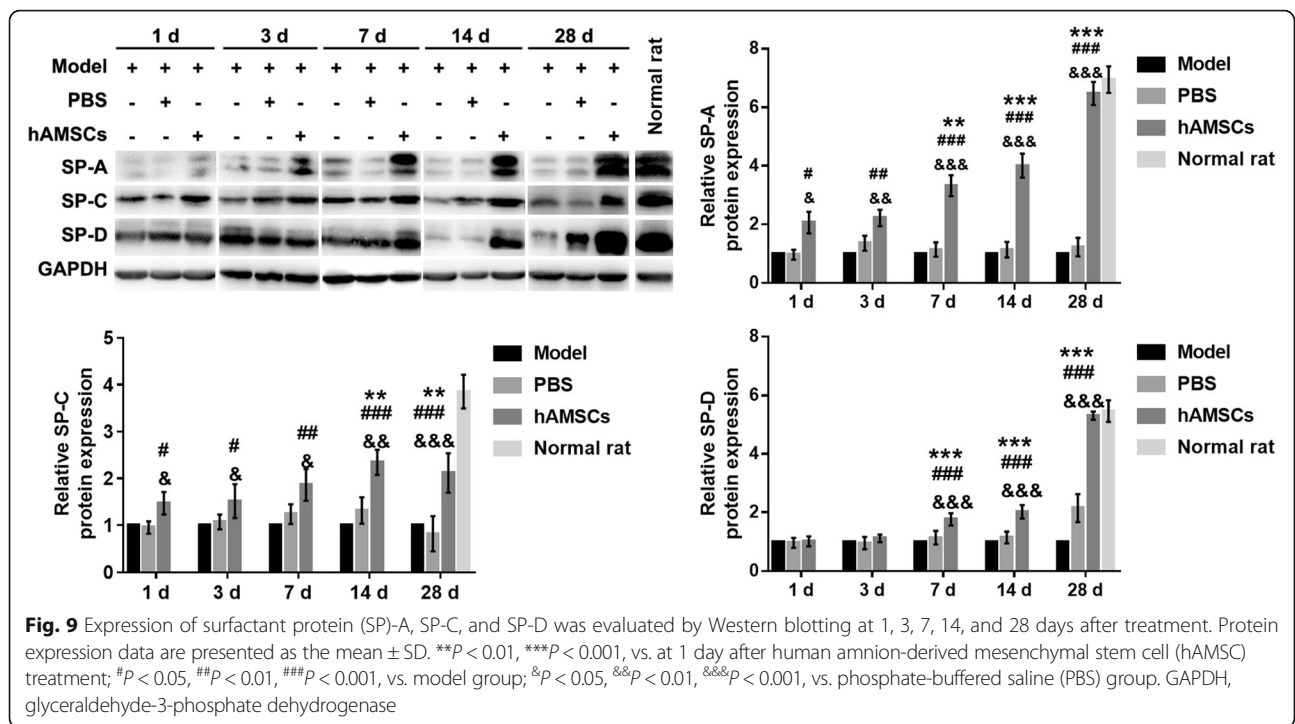 1 d 3 d 7 d 14 d 28 d Normal rat
Model + + + + + + + + + + + + + + +
PBS - + - - + - - + - - + - - + -
hAMSCs - - + - - + - - + - - + - - +
SP-A
SP-C
SP-D
GAPDH
Relative SP-A
protein expression
8
6
4
2
0
# & ## && ** ### &&& *** ### &&& *** ### &&&
1 d 3 d 7 d 14 d 28 d
Model
PBS
hAMSCs
Normal rat
Relative SP-C
protein expression
5
4
3
2
1
0
# & # & ## & ** ### && ** ### &&&
1 d 3 d 7 d 14 d 28 d
Model
PBS
hAMSCs
Normal rat
Relative SP-D
protein expression
8
6
4
2
0
*** ### &&& *** ### &&& *** ### &&&
1 d 3 d 7 d 14 d 28 d
Model
PBS
hAMSCs
Normal rat
Fig. 9 Expression of surfactant protein (SP)-A, SP-C, and SP-D was evaluated by Western blotting at 1, 3, 7, 14, and 28 days after treatment. Protein
expression data are presented as the mean ± SD. **P < 0.01, ***P < 0.001, vs. at 1 day after human amnion-derived mesenchymal stem cell (hAMSC)
treatment; #P < 0.05, ##P < 0.01, ###P < 0.001, vs. model group; &P < 0.05, &&P < 0.01, &&&P < 0.001, vs. phosphate-buffered saline (PBS) group. GAPDH,
glyceraldehyde-3-phosphate dehydrogenase